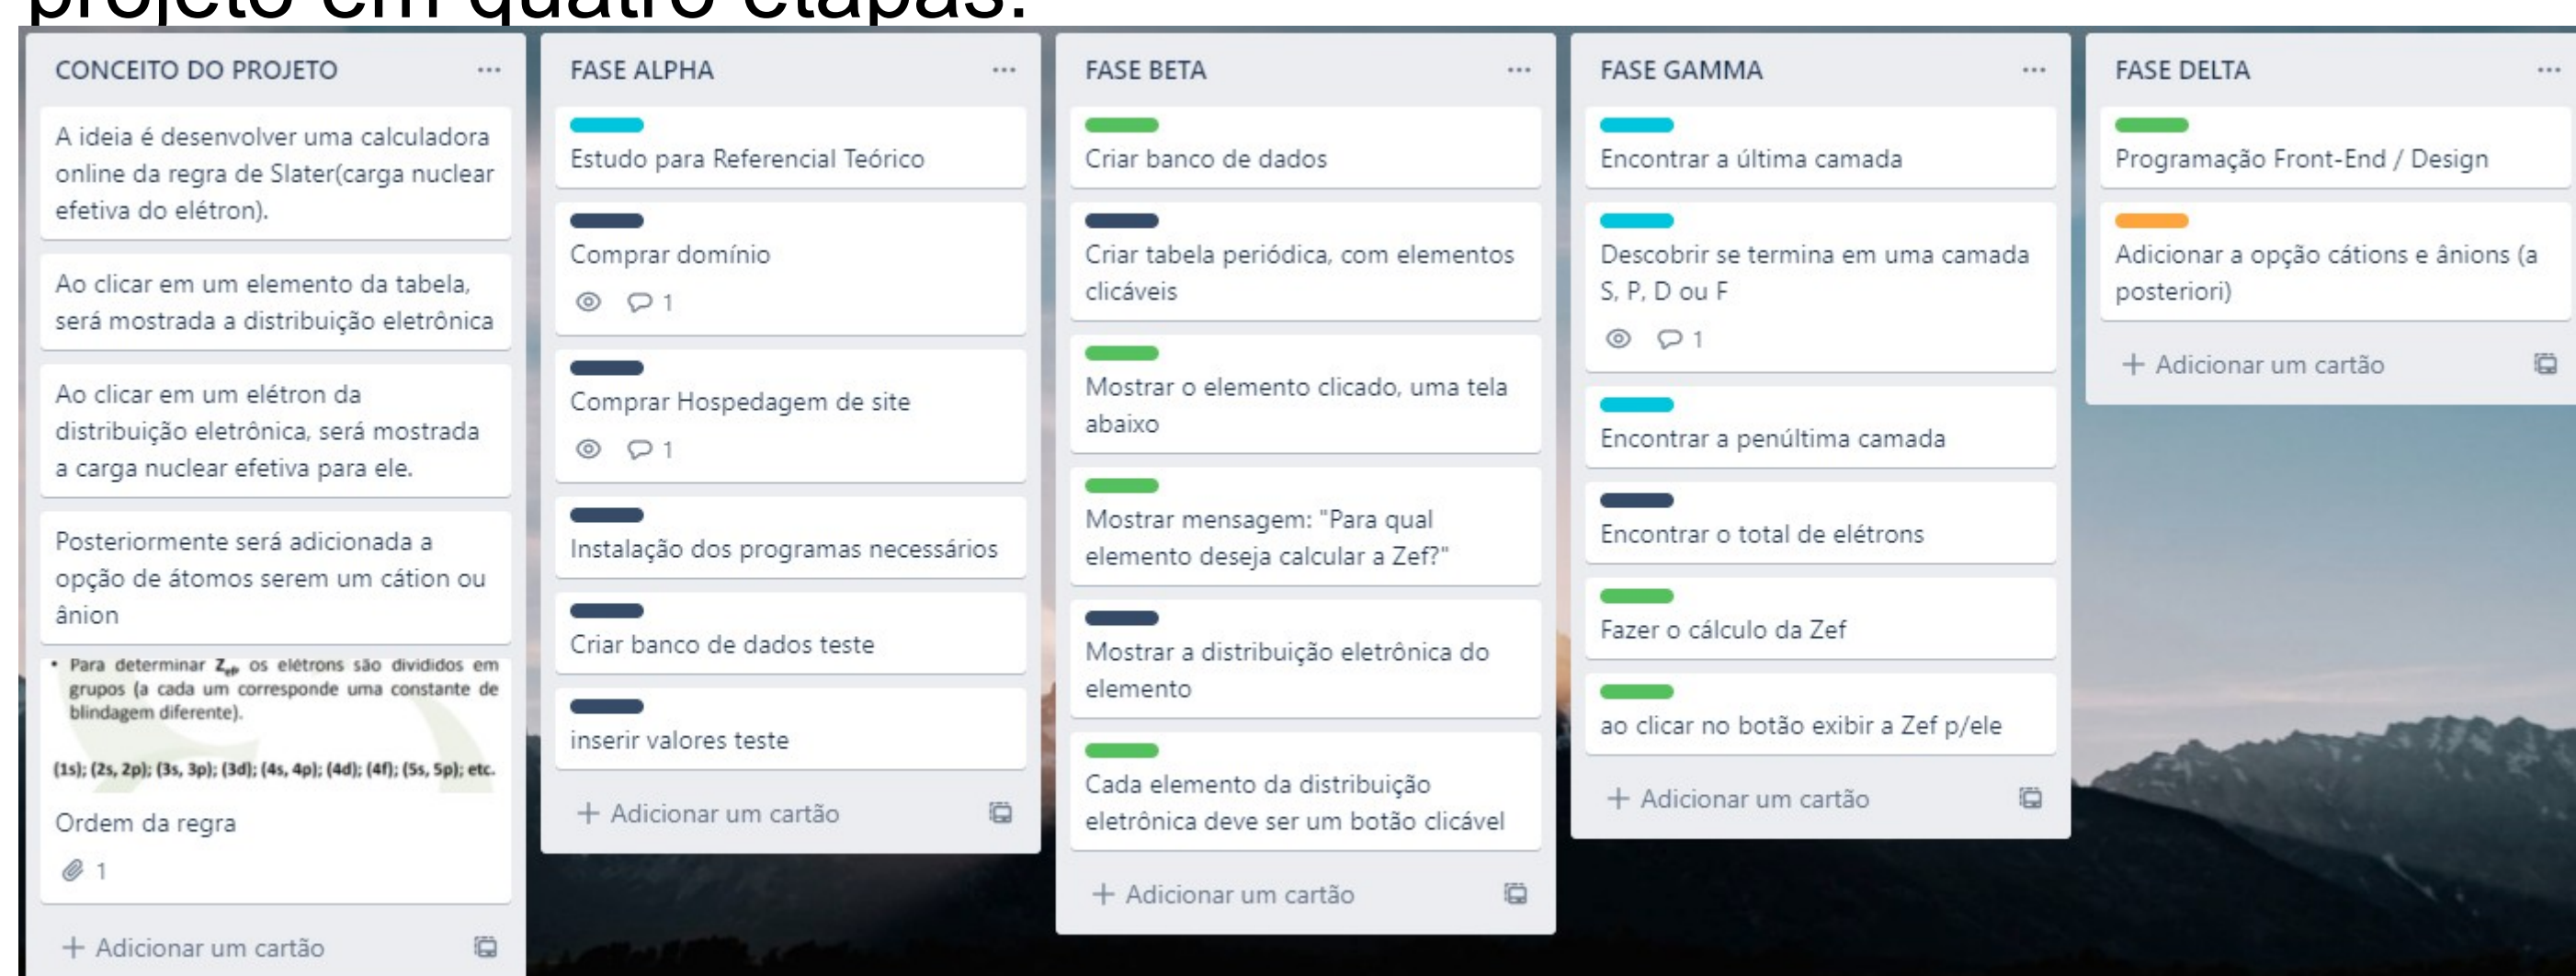 projeto em quatro etapas:
CONCEITO DO PROJETO
A ideia é desenvolver uma calculadora
online da regra de Slater(carga nuclear
efetiva do elétron).
Ao clicar em um elemento da tabela,
será mostrada a distribuição eletrônica
Ao clicar em um elétron da
distribuição eletrônica, será mostrada
a carga nuclear efetiva para ele.
Posteriormente será adicionada a
opção de átomos serem um cátion ou
ânion
• Para determinar Zef, os elétrons são divididos em
grupos (a cada um corresponde uma constante de
blindagem diferente).
(1s); (2s, 2p); (3s, 3p); (3d); (4s, 4p); (4d); (4f); (5s, 5p); etc.
Ordem da regra
1
+ Adicionar um cartão
FASE ALPHA
Estudo para Referencial Teórico
Comprar domínio
1
Comprar Hospedagem de site
1
Instalação dos programas necessários
Criar banco de dados teste
inserir valores teste
+ Adicionar um cartão
FASE BETA
Criar banco de dados
Criar tabela periódica, com elementos
clicáveis
Mostrar o elemento clicado, uma tela
abaixo
Mostrar mensagem: "Para qual
elemento deseja calcular a Zef?"
Mostrar a distribuição eletrônica do
elemento
Cada elemento da distribuição
eletrônica deve ser um botão clicável
+ Adicionar um cartão
FASE GAMMA
Encontrar a última camada
Descobrir se termina em uma camada
S, P, D ou F
1
Encontrar a penúltima camada
Encontrar o total de elétrons
Fazer o cálculo da Zef
ao clicar no botão exibir a Zef p/ele
+ Adicionar um cartão
FASE DELTA
Programação Front-End / Design
Adicionar a opção cátions e ânions (a
posteriori)
+ Adicionar um cartão